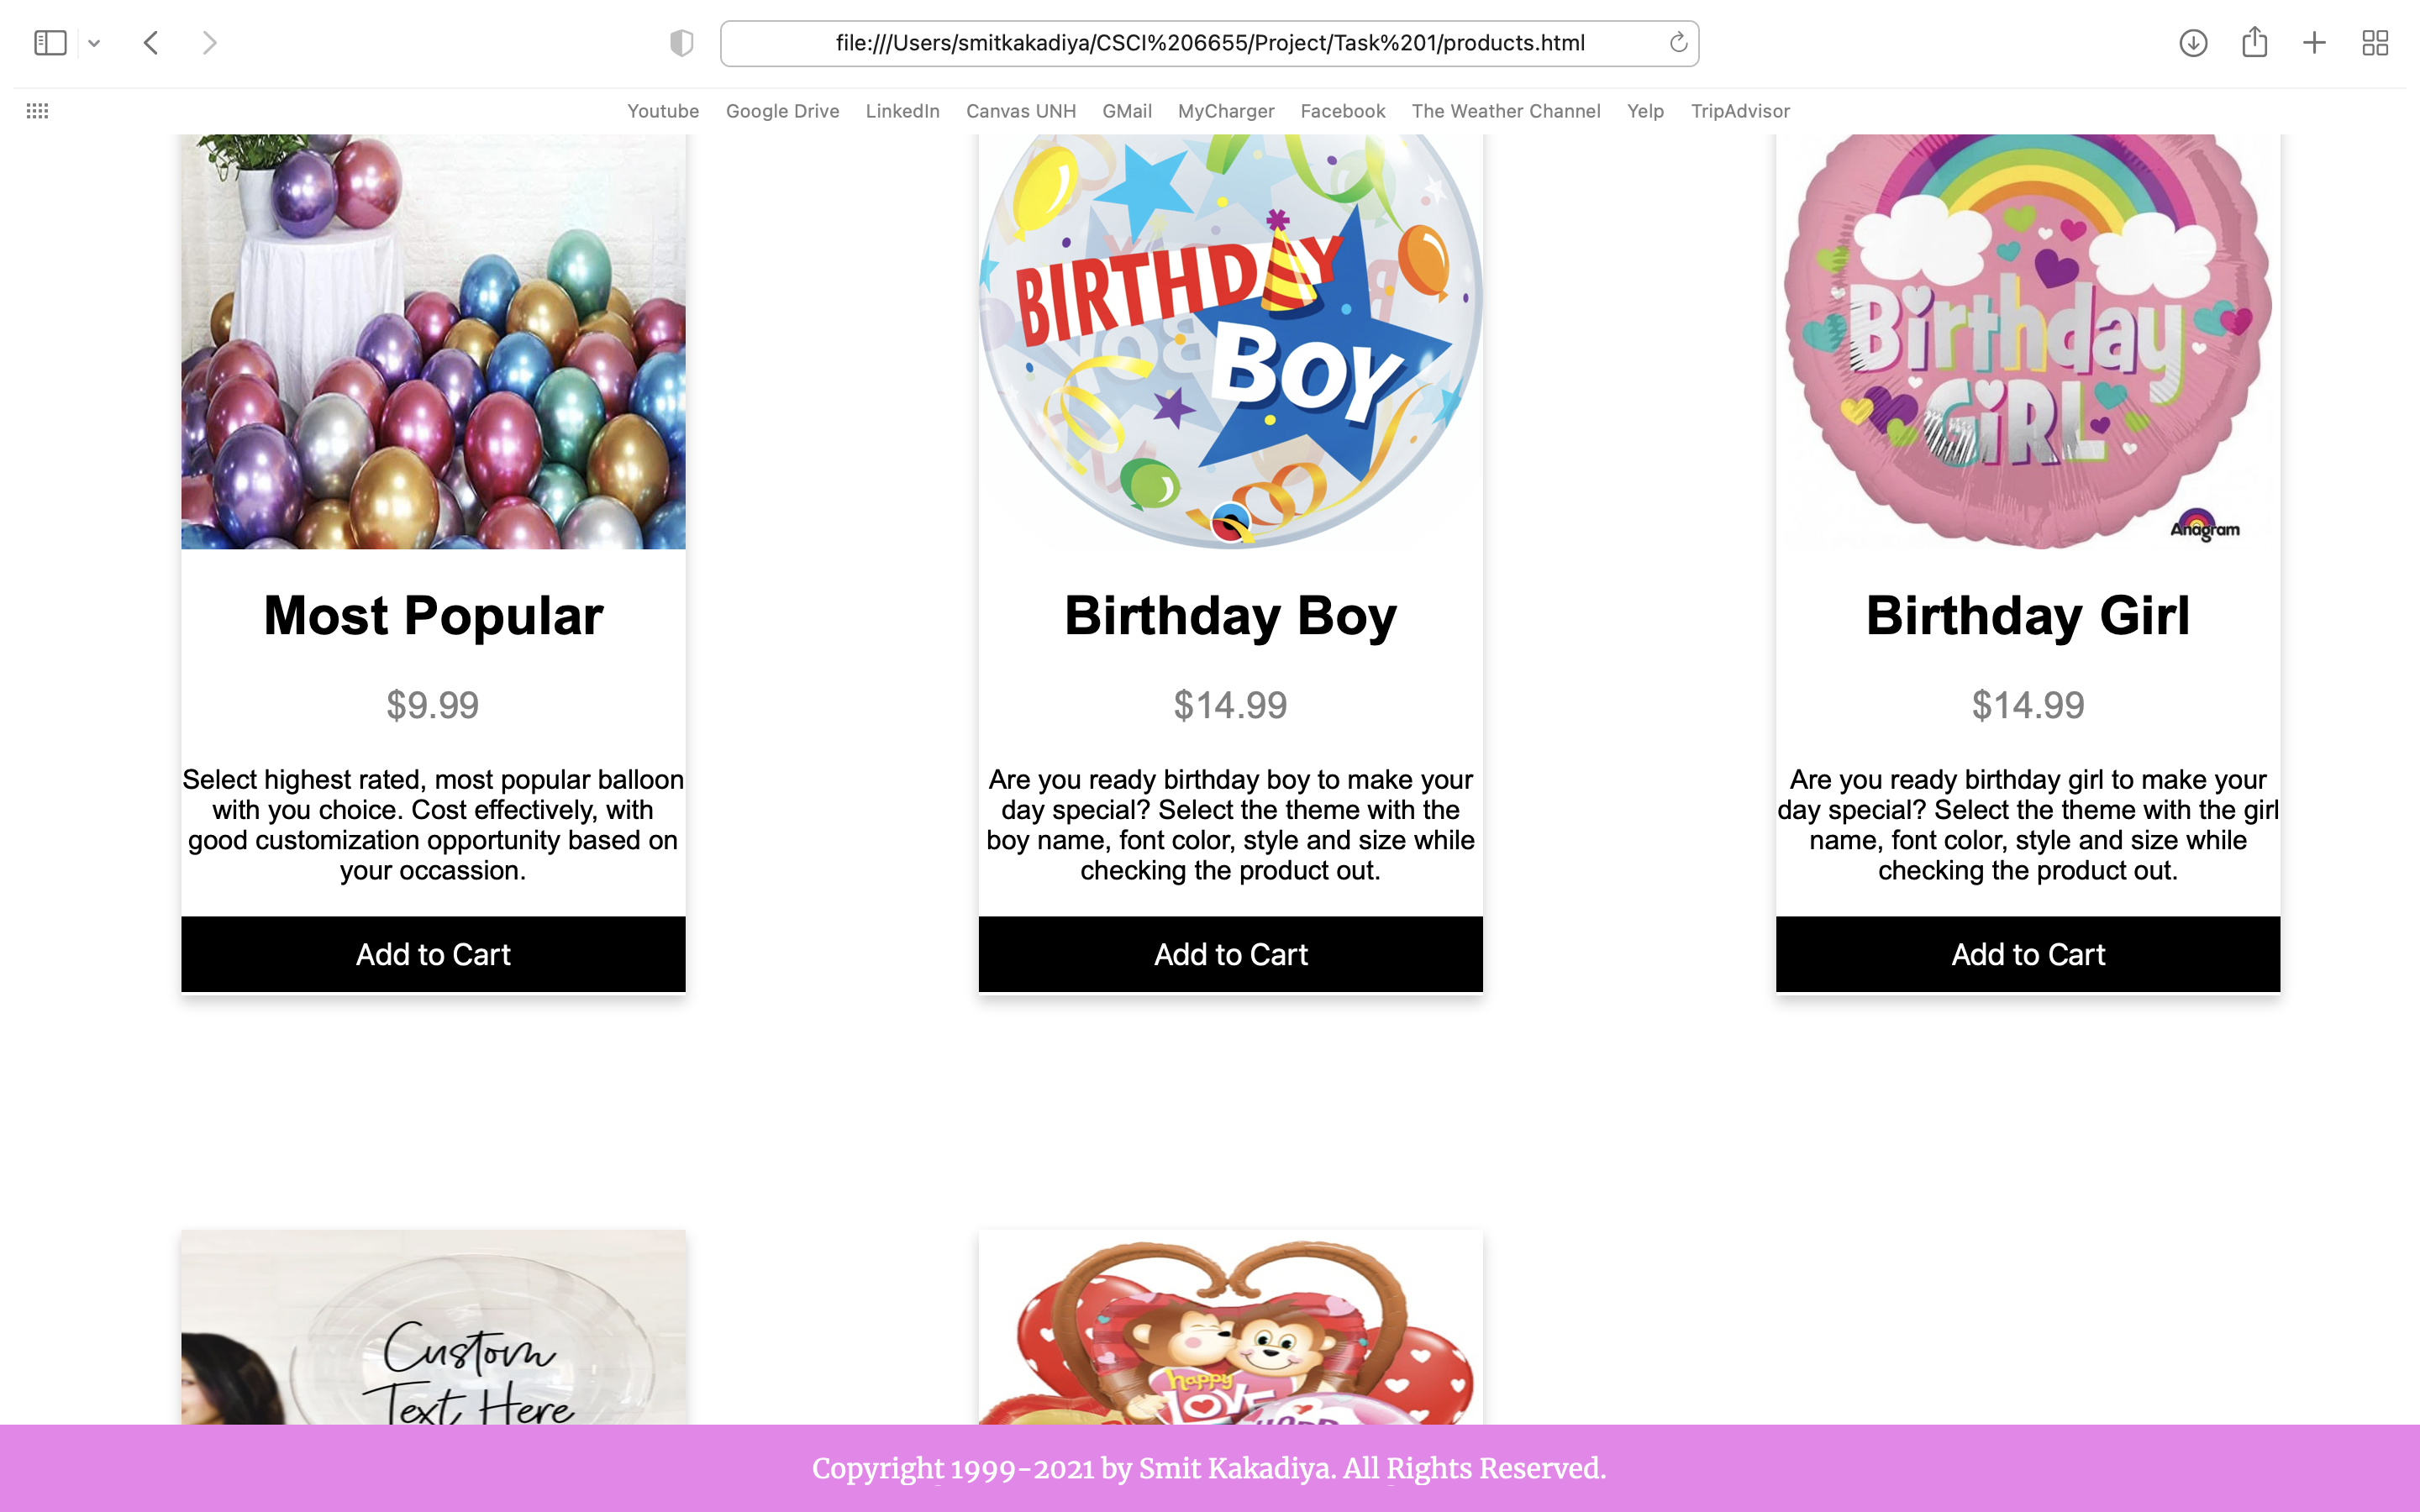 file:///Users/smitkakadiya/CSCI%206655/Project/Task%201/products.html
Youtube Google Drive LinkedIn Canvas UNH GMail MyCharger Facebook The Weather Channel Yelp TripAdvisor
BIRTHDAY
BOY
Birthday
GiRL
Anagram
Most Popular
$9.99
Select highest rated, most popular balloon
with you choice. Cost effectively, with
good customization opportunity based on
your occassion.
Add to Cart
Birthday Boy
$14.99
Are you ready birthday boy to make your
day special? Select the theme with the
boy name, font color, style and size while
checking the product out.
Add to Cart
Birthday Girl
$14.99
Are you ready birthday girl to make your
day special? Select the theme with the girl
name, font color, style and size while
checking the product out.
Add to Cart
Custom
Text Here
happy
LOVE
Copyright 1999-2021 by Smit Kakadiya. All Rights Reserved.